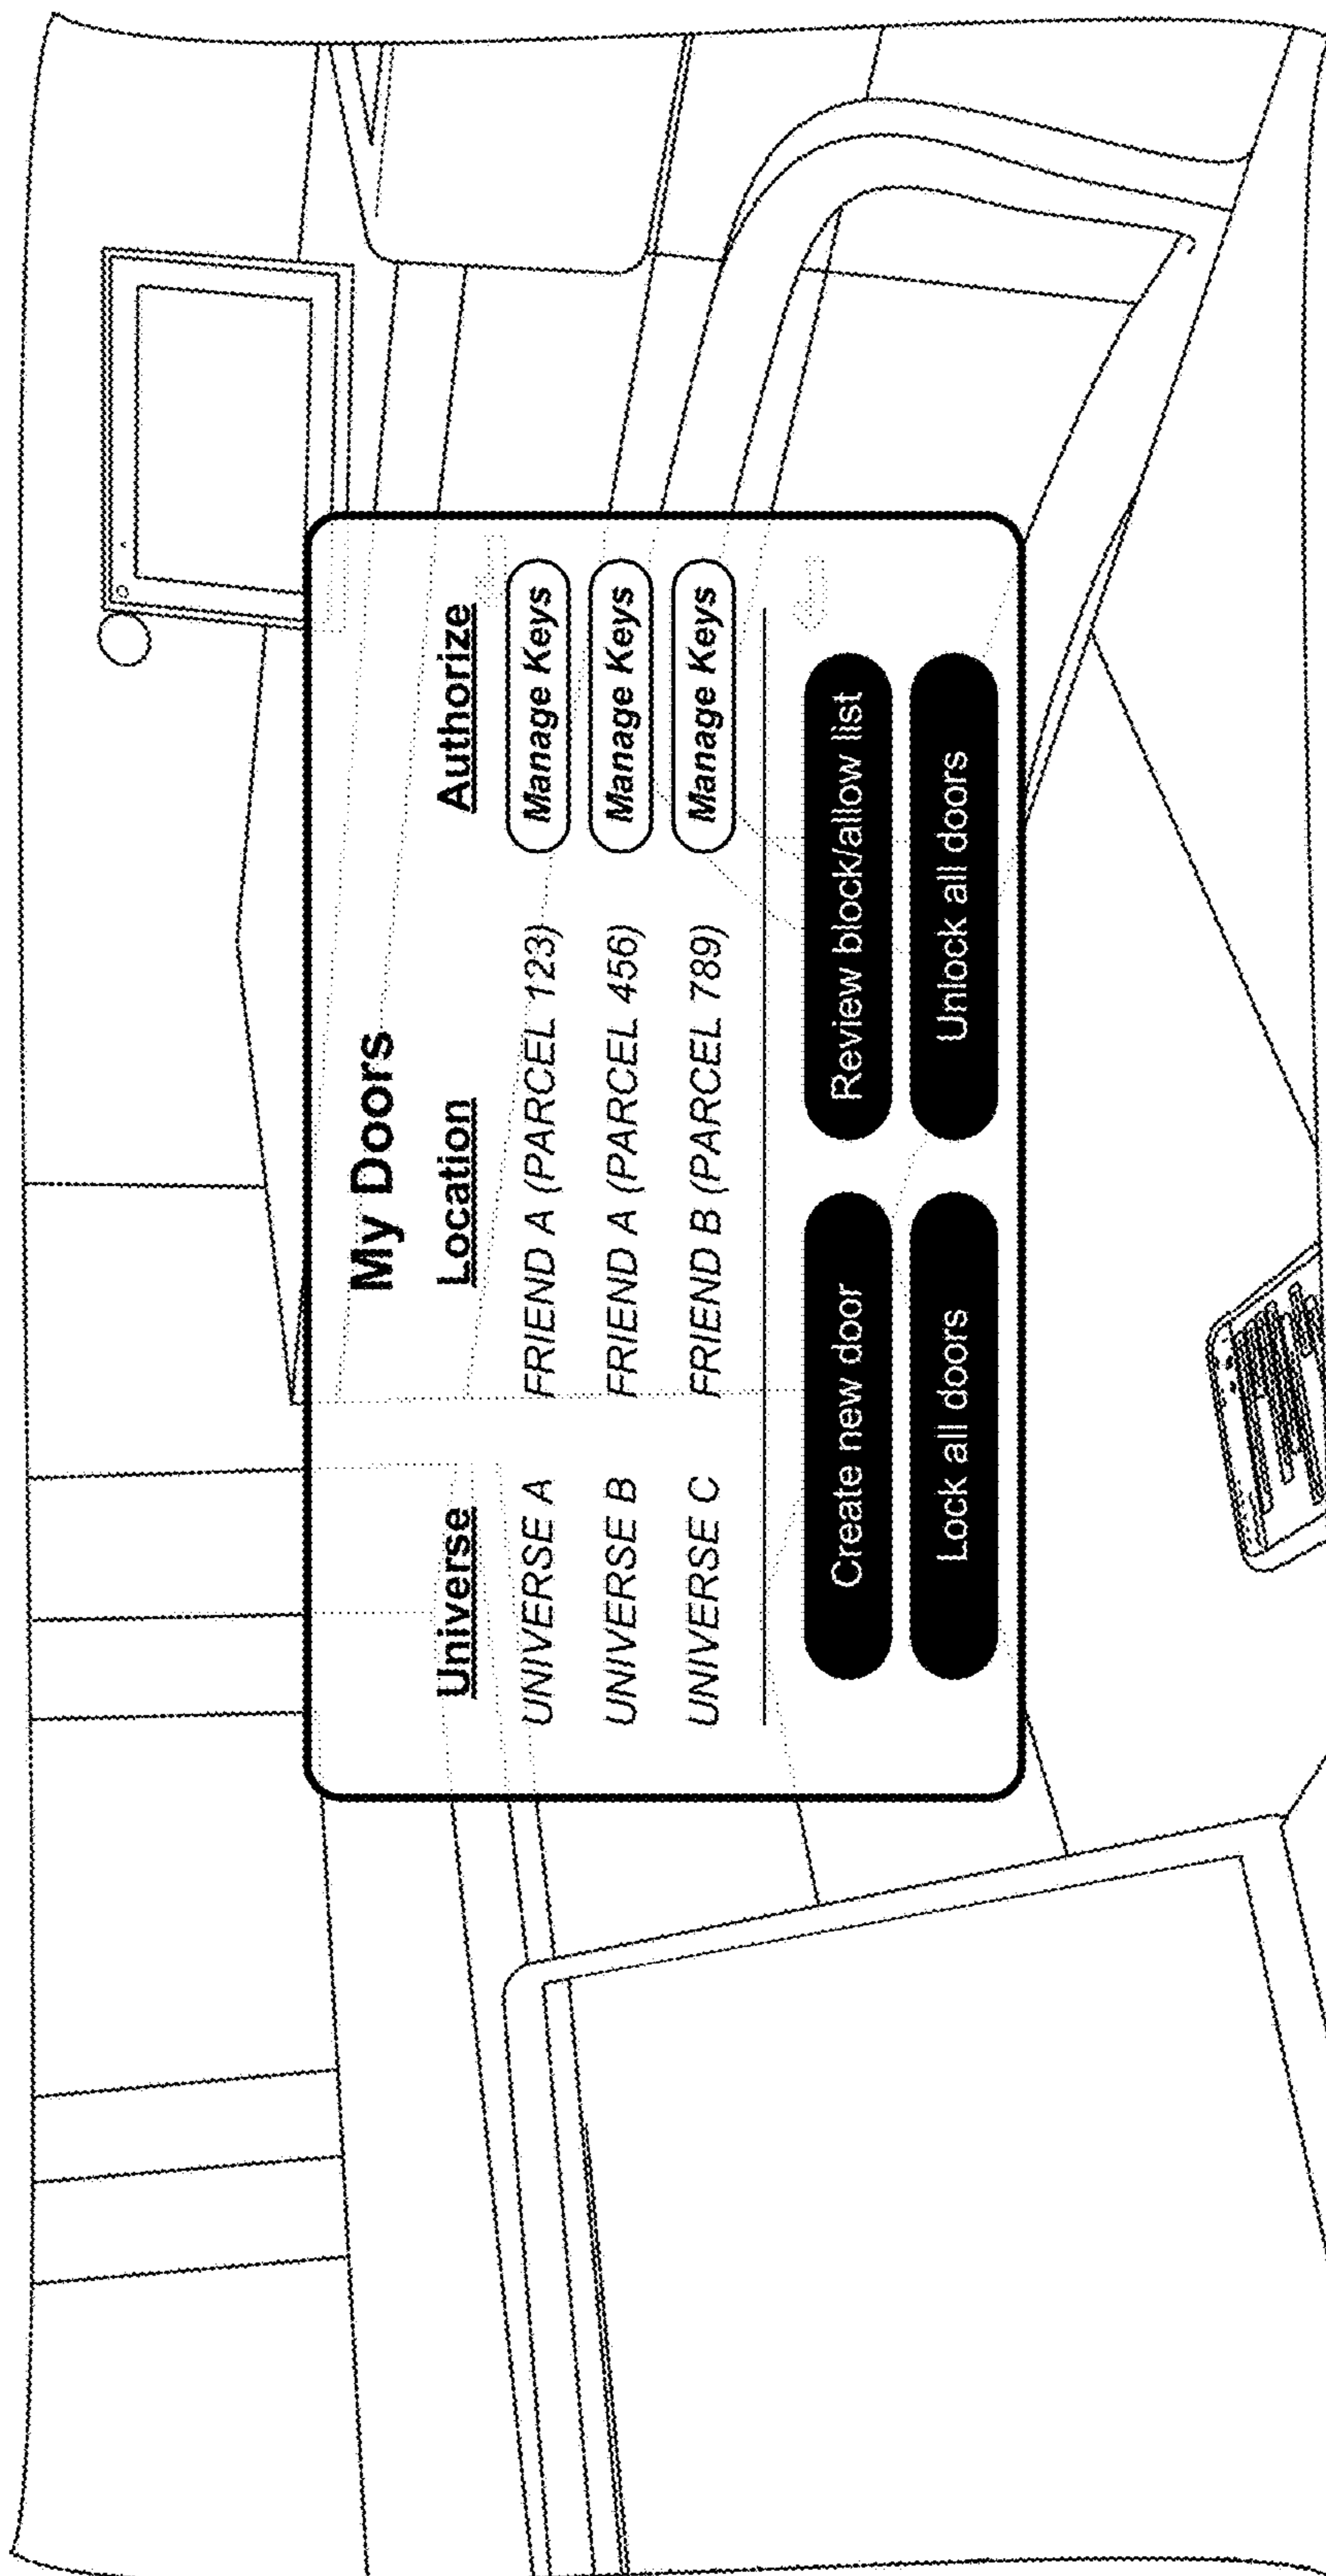 My Doors
Universe Location Authorize
UNIVERSE A FRIEND A (PARCEL 123) Manage Keys
UNIVERSE B FRIEND A (PARCEL 456) Manage Keys
UNIVERSE C FRIEND B (PARCEL 789) Manage Keys
Create new door Review block/allow list
Lock all doors Unlock all doors